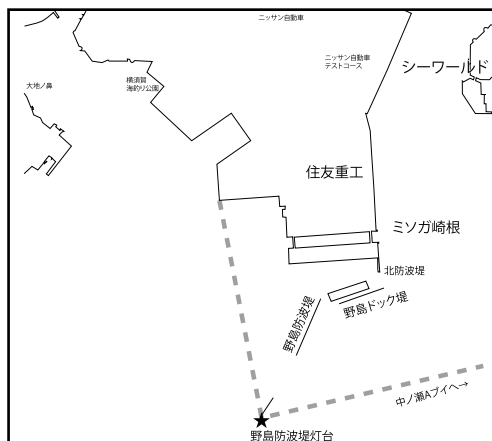 ニッサン自動車
ニッサン自動車
テストコース
シーワールド
大地ノ鼻
横須賀
海釣り公園
住友重工
ミソガ崎根
北防波堤
野島ドック堤
野島防波堤
中ノ瀬Aブイへ→
野島防波堤灯台